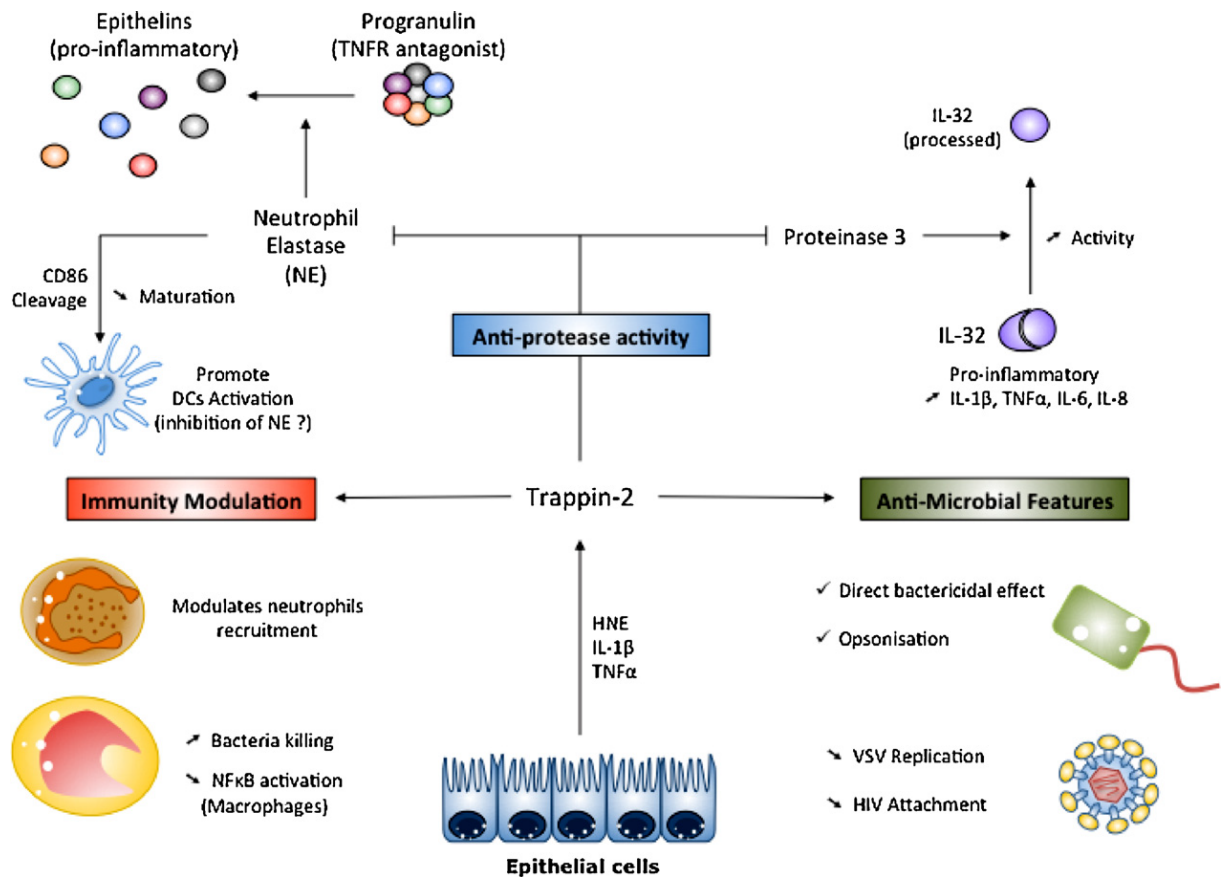 Epithelins
(pro-inflammatory)
Progranulin
(TNFR antagonist)
IL-32
(processed)
Neutrophil
Elastase
(NE)
Proteinase 3
Activity
CD86
Cleavage
Maturation
Anti-protease activity
IL-32
Pro-inflammatory
IL-1β, TNFα, IL-6, IL-8
Promote
DCs Activation
(inhibition of NE ?)
Immunity Modulation
Trappin-2
Anti-Microbial Features
Modulates neutrophils
recruitment
HNE
IL-1β
TNFα
✓ Direct bactericidal effect
✓ Opsonisation
Bacteria killing
NFκB activation
(Macrophages)
VSV Replication
HIV Attachment
Epithelial cells